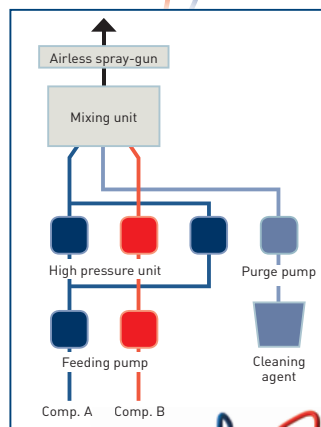 Airless spray-gun
Mixing unit
High pressure unit
Purge pump
Feeding pump
Cleaning
agent
Comp. A
Comp. B